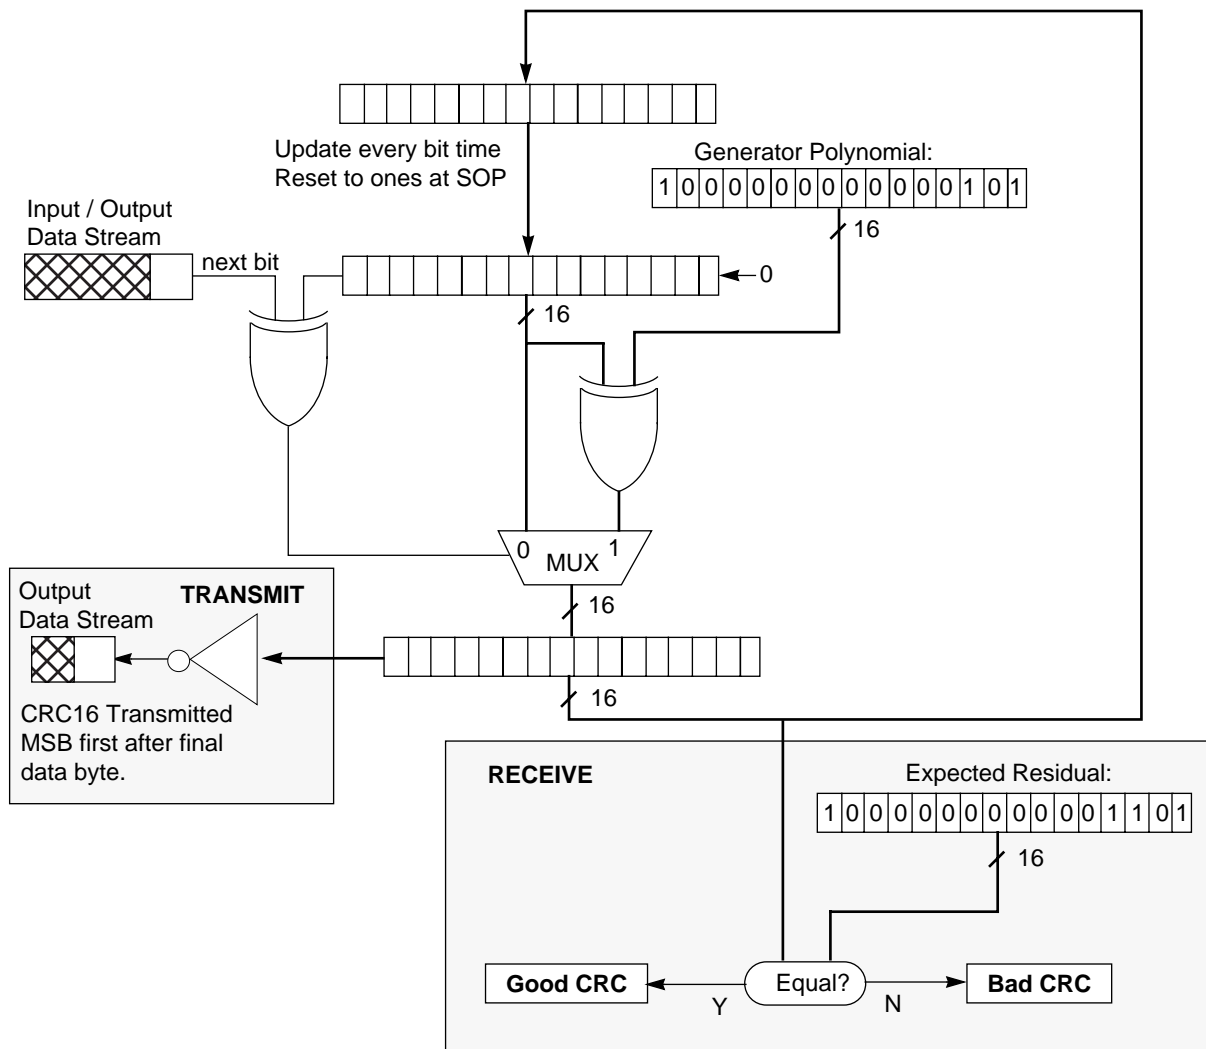 Update every bit time
Reset to ones at SOP
Generator Polynomial:
1 0 0 0 0 0 0 0 0 0 0 0 0 1 0 1
16
Input / Output
Data Stream
next bit
0
16
0 1
MUX
16
Output
Data Stream
TRANSMIT
CRC16 Transmitted
MSB first after final
data byte.
16
RECEIVE
Expected Residual:
1 0 0 0 0 0 0 0 0 0 0 0 1 1 0 1
16
Good CRC
Y
Equal?
N
Bad CRC